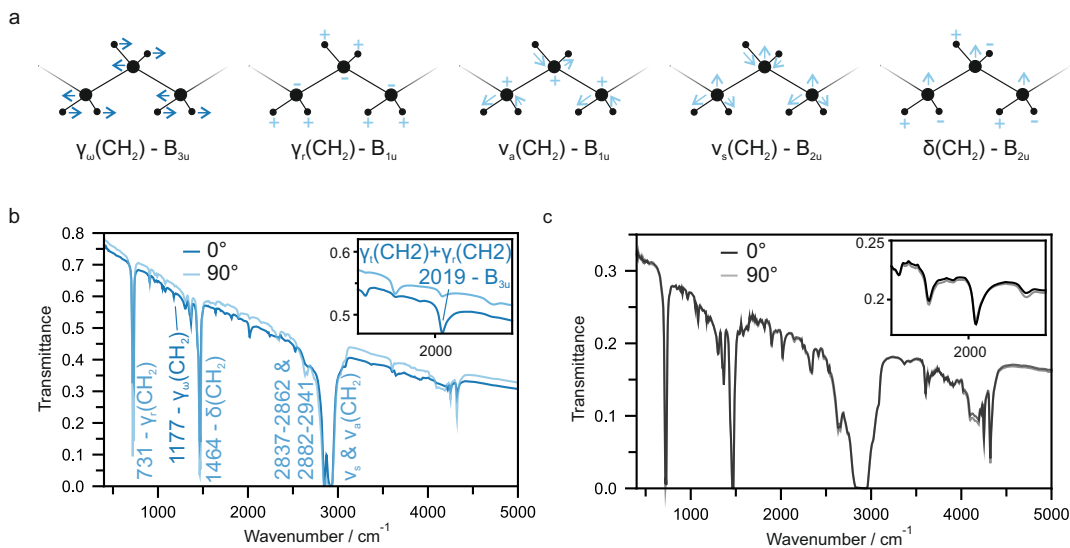 a
γω(CH₂) - B₃ᵤ
γᵣ(CH₂) - B₁ᵤ
νₐ(CH₂) - B₁ᵤ
νₛ(CH₂) - B₂ᵤ
δ(CH₂) - B₂ᵤ
b
Transmittance
0.8
0.7
0.6
0.5
0.4
0.3
0.2
0.1
0.0
0°
90°
731 - γᵣ(CH₂)
1177 - γω(CH₂)
1464 - δ(CH₂)
2837-2862 &
2882-2941
νₛ & νₐ(CH₂)
0.6
0.5
γᵣ(CH2)+γᵣ(CH2)
2019 - B₃ᵤ
2000
1000
2000
3000
4000
5000
Wavenumber / cm⁻¹
c
Transmittance
0.3
0.2
0.1
0.0
0°
90°
0.25
0.2
2000
1000
2000
3000
4000
5000
Wavenumber / cm⁻¹